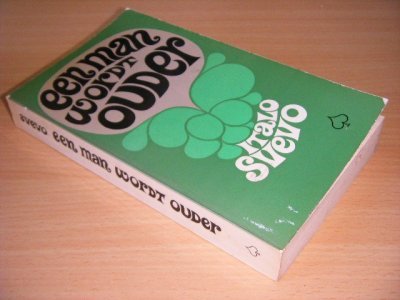 een man
wordt
ouder
italo
svevo
svevo een man wordt ouder